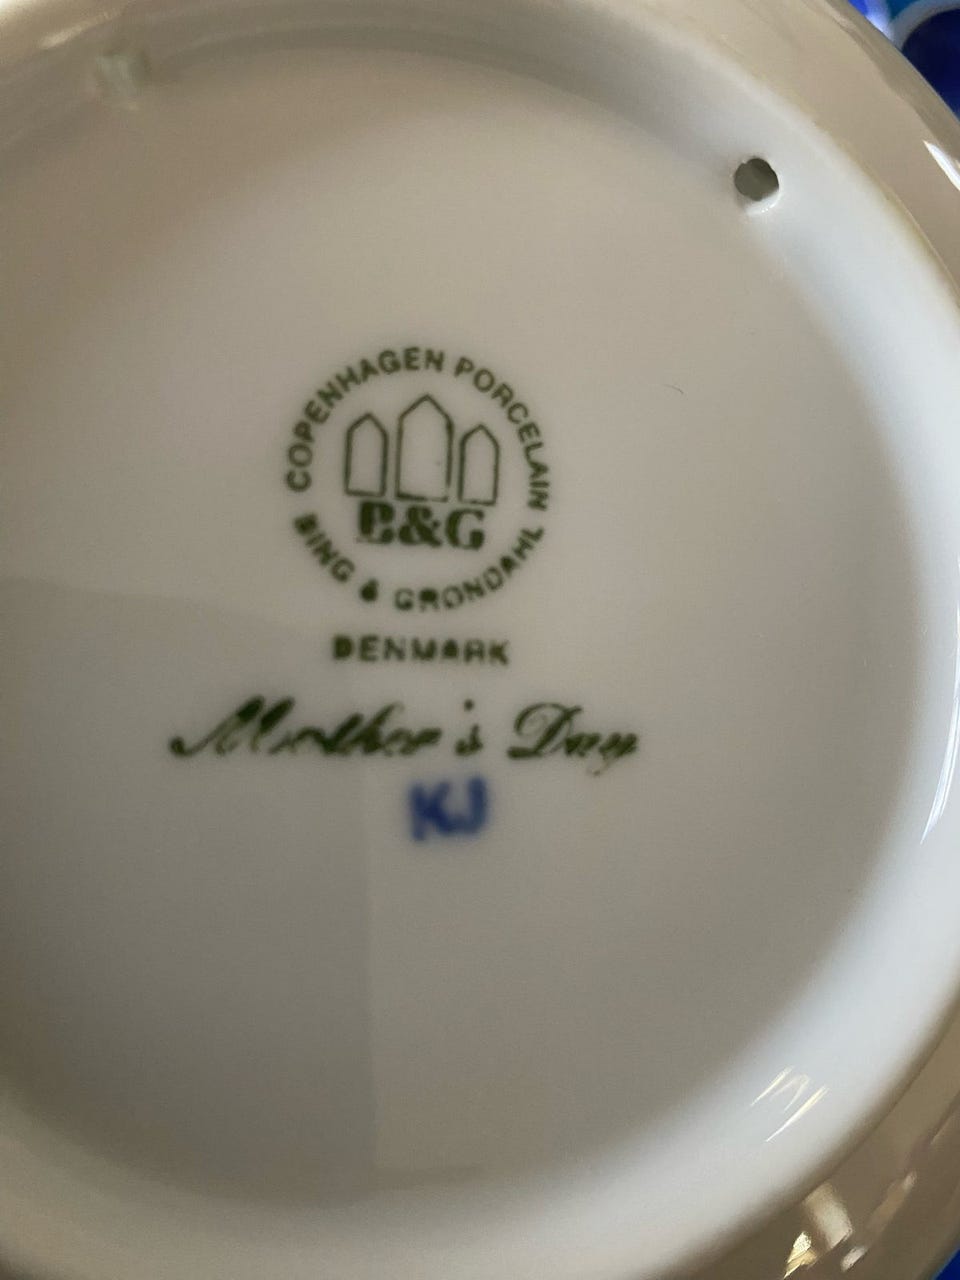 COPENHAGEN PORCELAIN
B&G
BING & GRONDAHL
DENMARK
Mother's Day
KJ